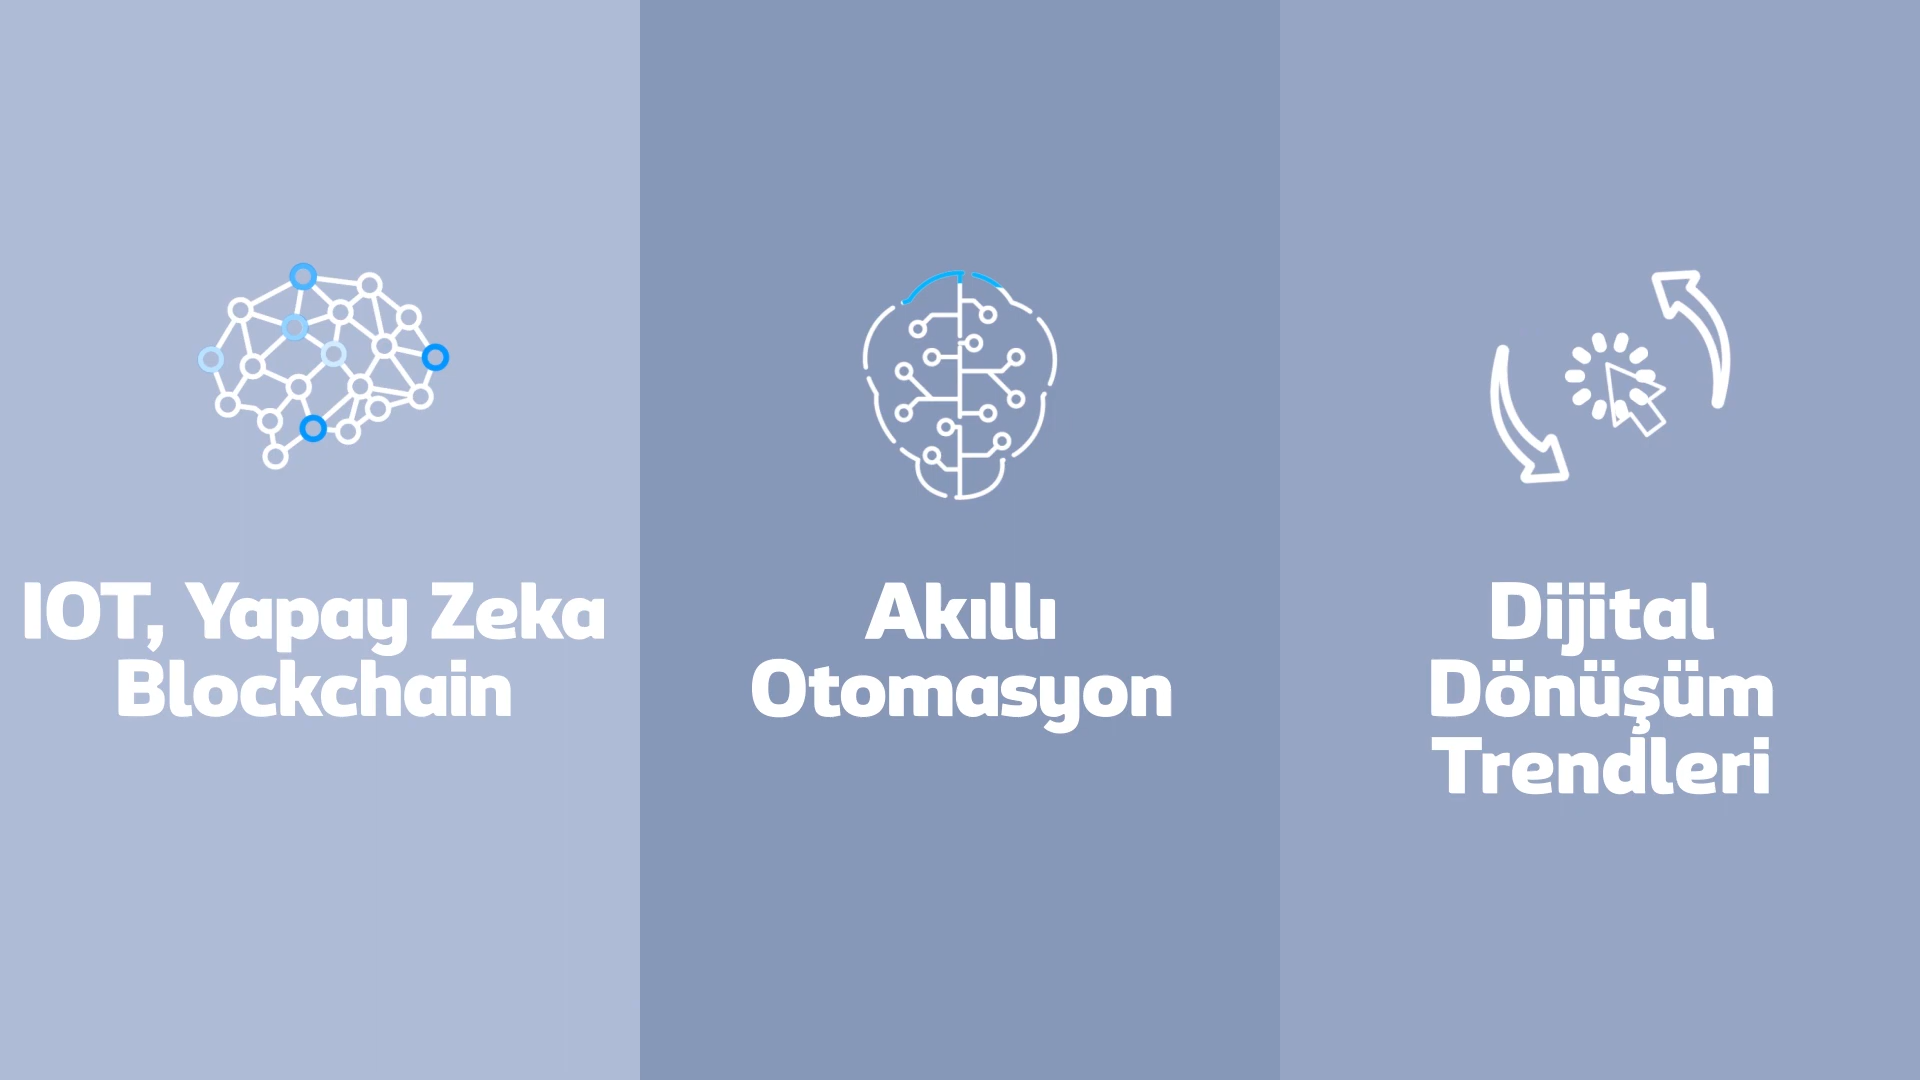 IOT, Yapay Zeka
Blockchain
Akıllı
Otomasyon
Dijital
Dönüşüm
Trendleri